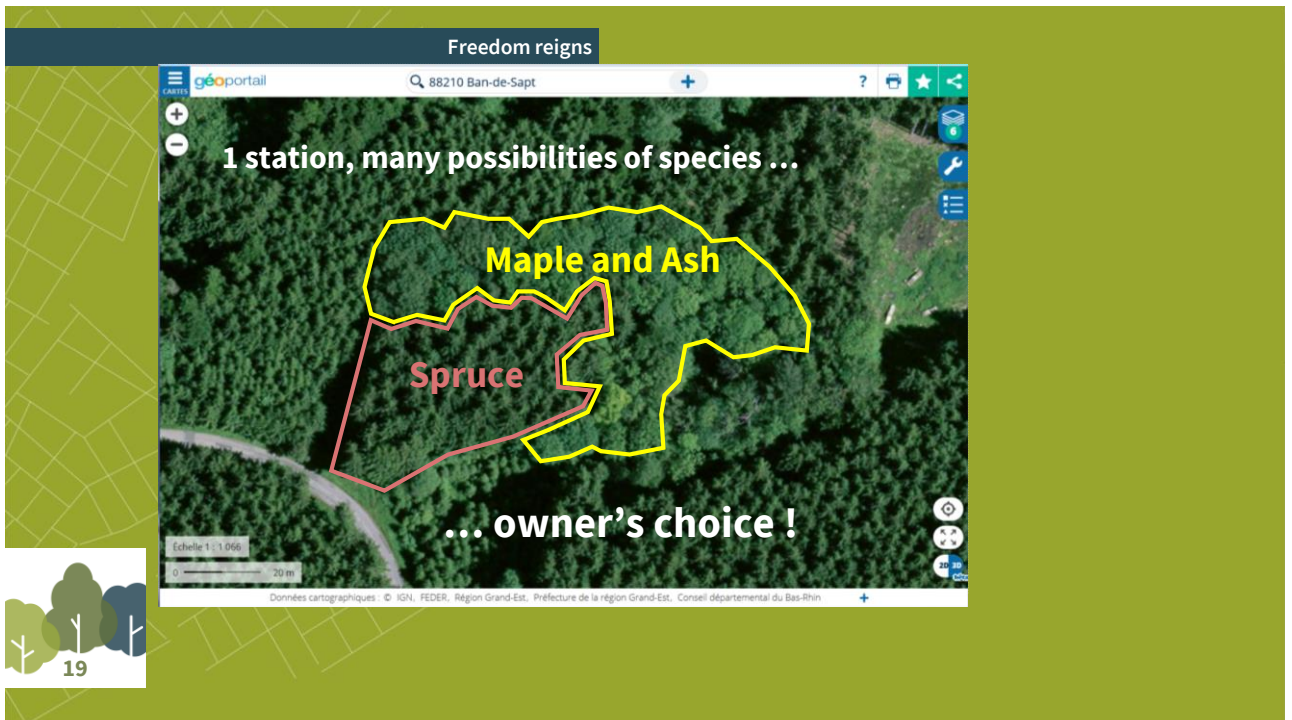 Freedom reigns
CARTES
géoportail
88210 Ban-de-Sapt
?
6
1 station, many possibilities of species ...
Maple and Ash
Spruce
... owner's choice !
Échelle 1 : 1 066
0 20 m
2D 3D
Données cartographiques : © IGN, FEDER, Région Grand-Est, Préfecture de la région Grand-Est, Conseil départemental du Bas-Rhin
19